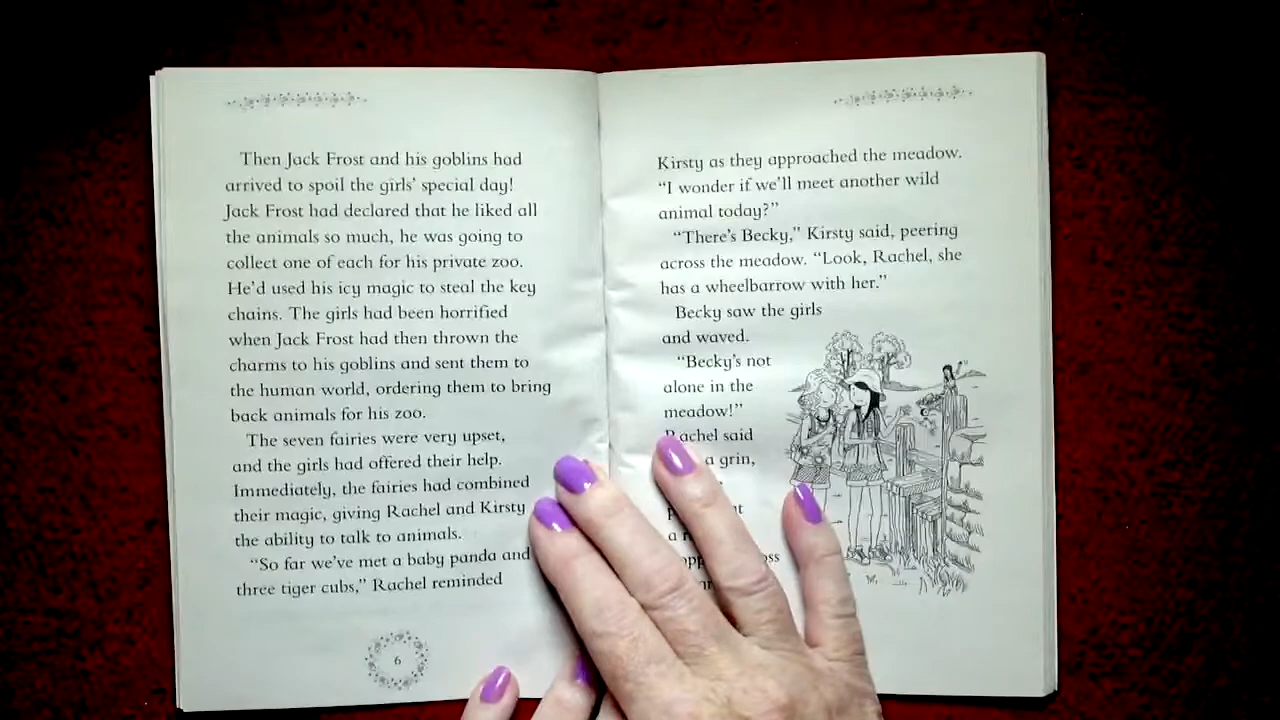 Then Jack Frost and his goblins had
arrived to spoil the girls' special day!
Jack Frost had declared that he liked all
the animals so much, he was going to
collect one of each for his private zoo.
He'd used his icy magic to steal the key
chains. The girls had been horrified
when Jack Frost had then thrown the
charms to his goblins and sent them to
the human world, ordering them to bring
back animals for his zoo.
The seven fairies were very upset,
and the girls had offered their help.
Immediately, the fairies had combined
their magic, giving Rachel and Kirsty
the ability to talk to animals.
"So far we've met a baby panda and
three tiger cubs," Rachel reminded
6
Kirsty as they approached the meadow.
"I wonder if we'll meet another wild
animal today?"
"There's Becky," Kirsty said, peering
across the meadow. "Look, Rachel, she
has a wheelbarrow with her."
Becky saw the girls
and waved.
"Becky's not
alone in the
meadow!"
Rachel said
a grin,
a